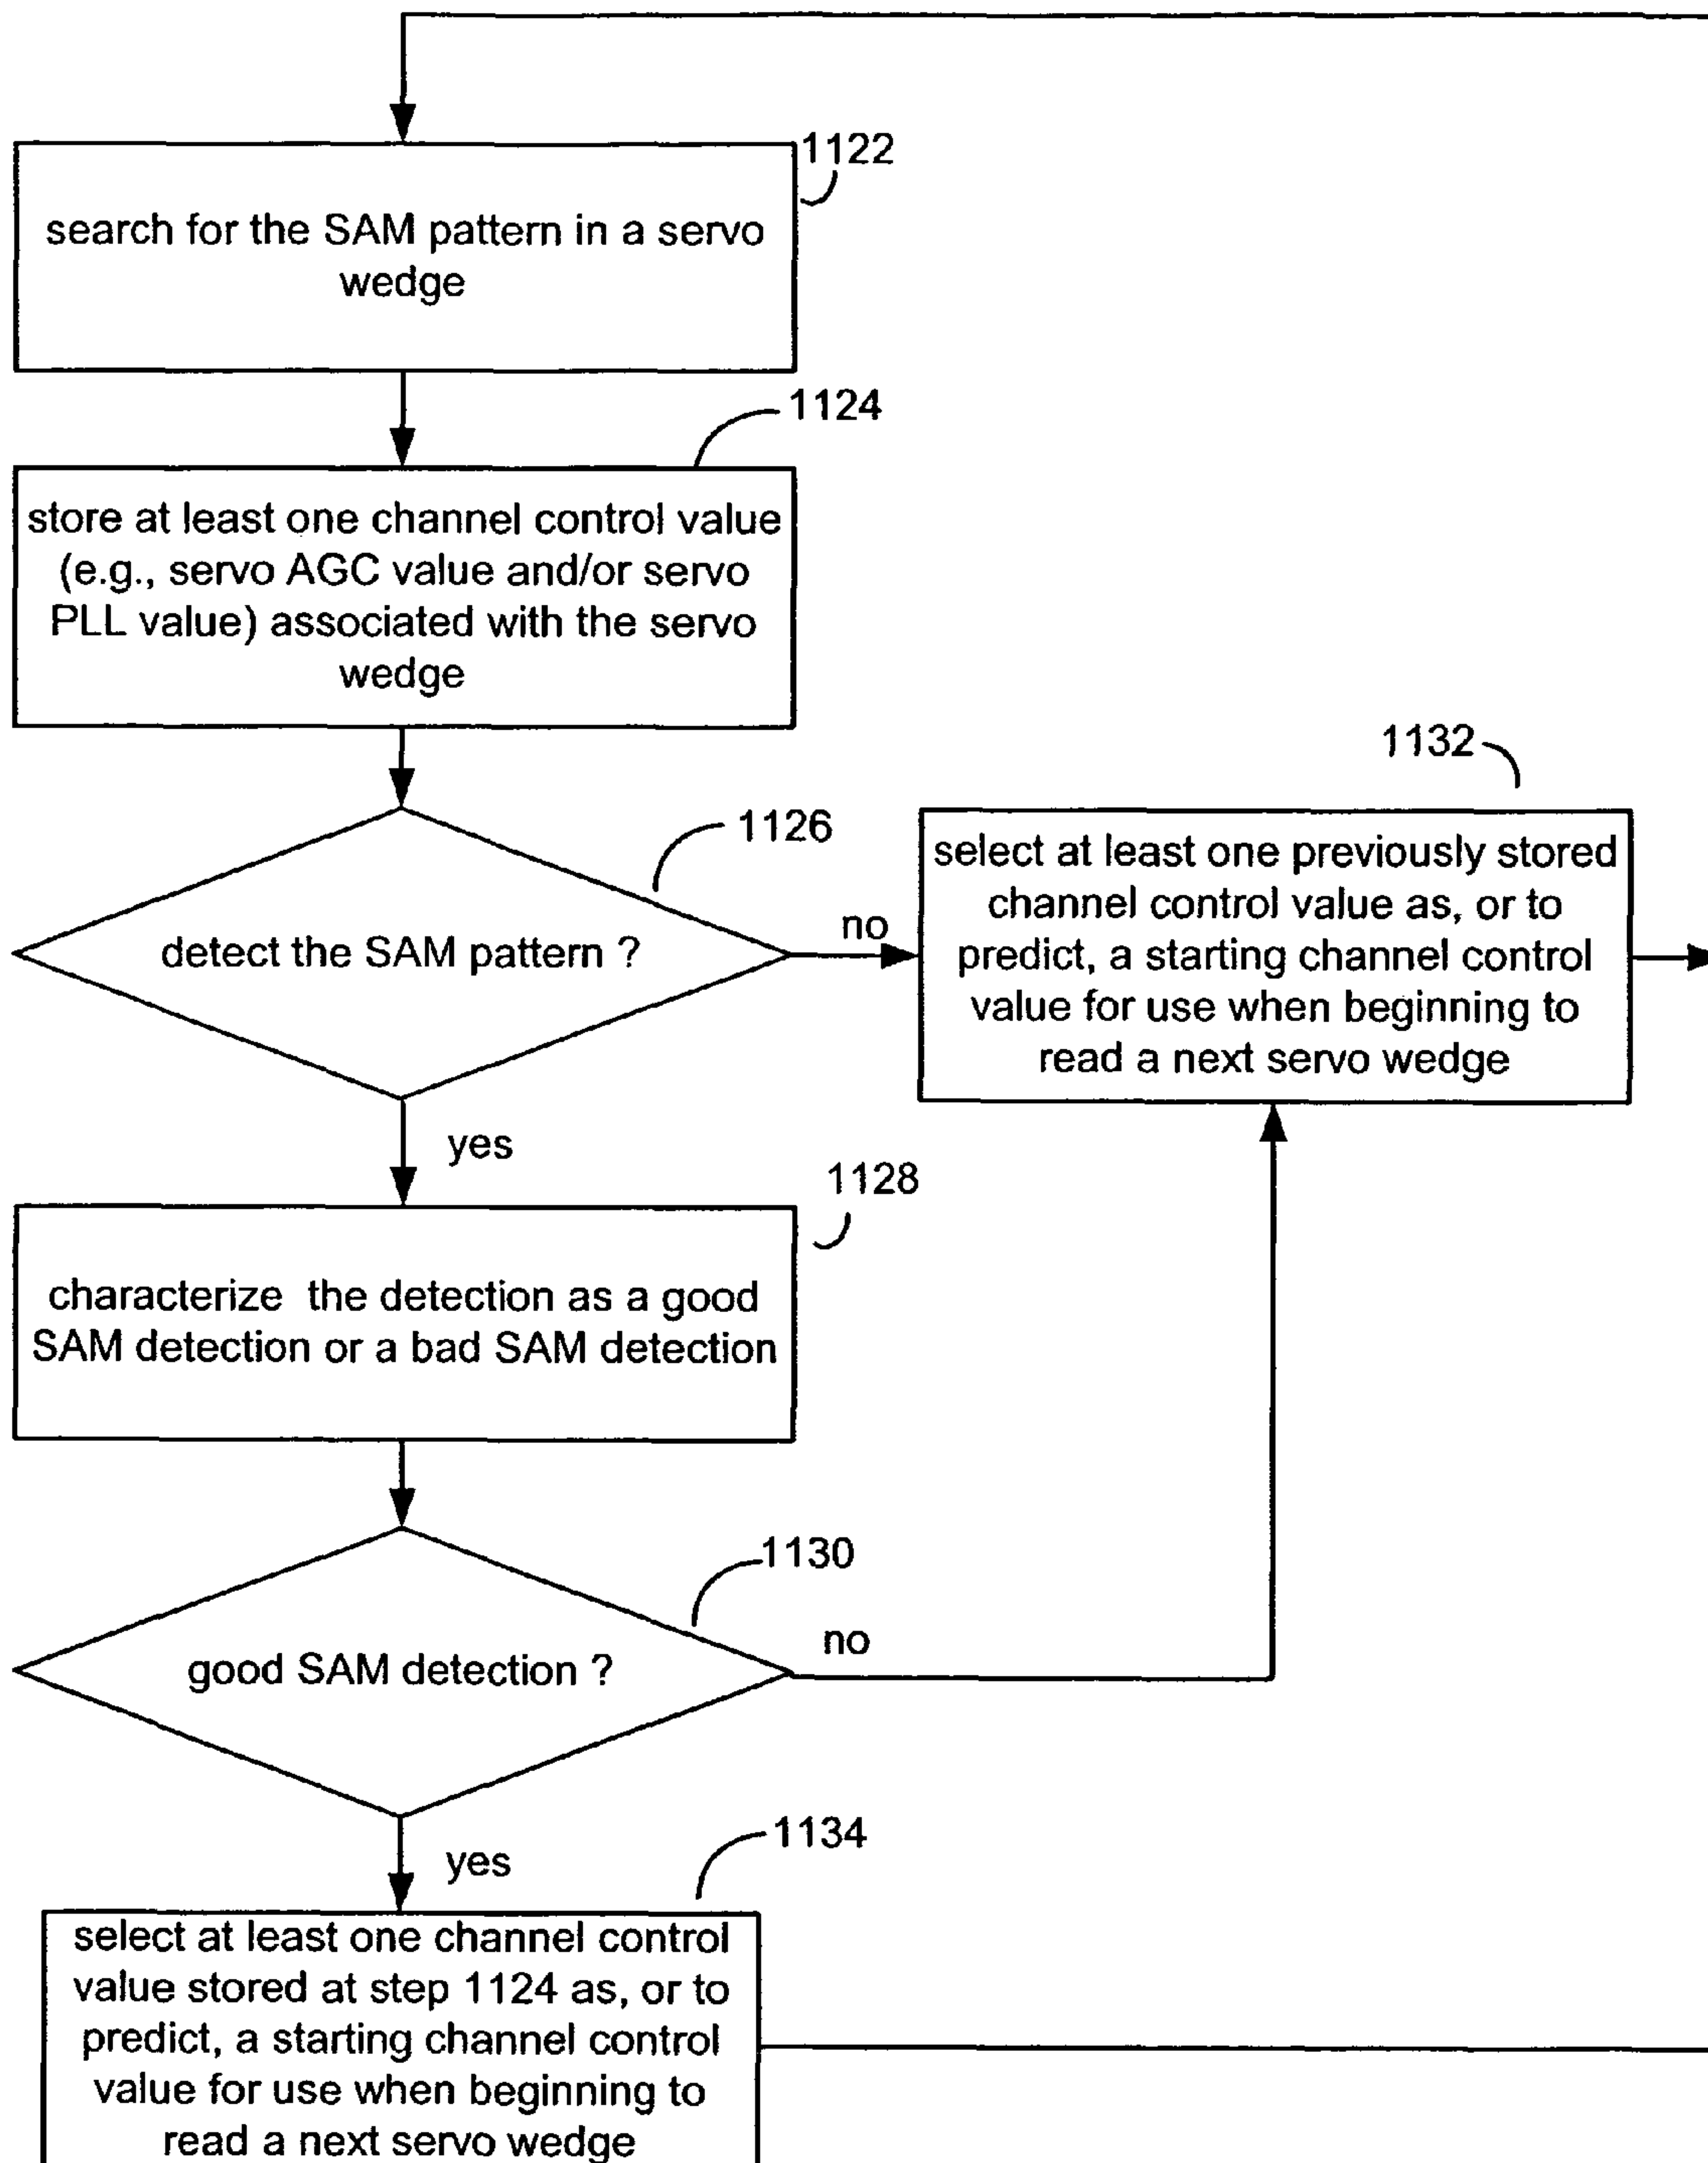 1122
search for the SAM pattern in a servo
wedge
1124
store at least one channel control value
(e.g., servo AGC value and/or servo
PLL value) associated with the servo
wedge
1126
detect the SAM pattern ?
no
yes
1132
select at least one previously stored
channel control value as, or to
predict, a starting channel control
value for use when beginning to
read a next servo wedge
1128
characterize the detection as a good
SAM detection or a bad SAM detection
1130
good SAM detection ?
no
yes
1134
select at least one channel control
value stored at step 1124 as, or to
predict, a starting channel control
value for use when beginning to
read a next servo wedge